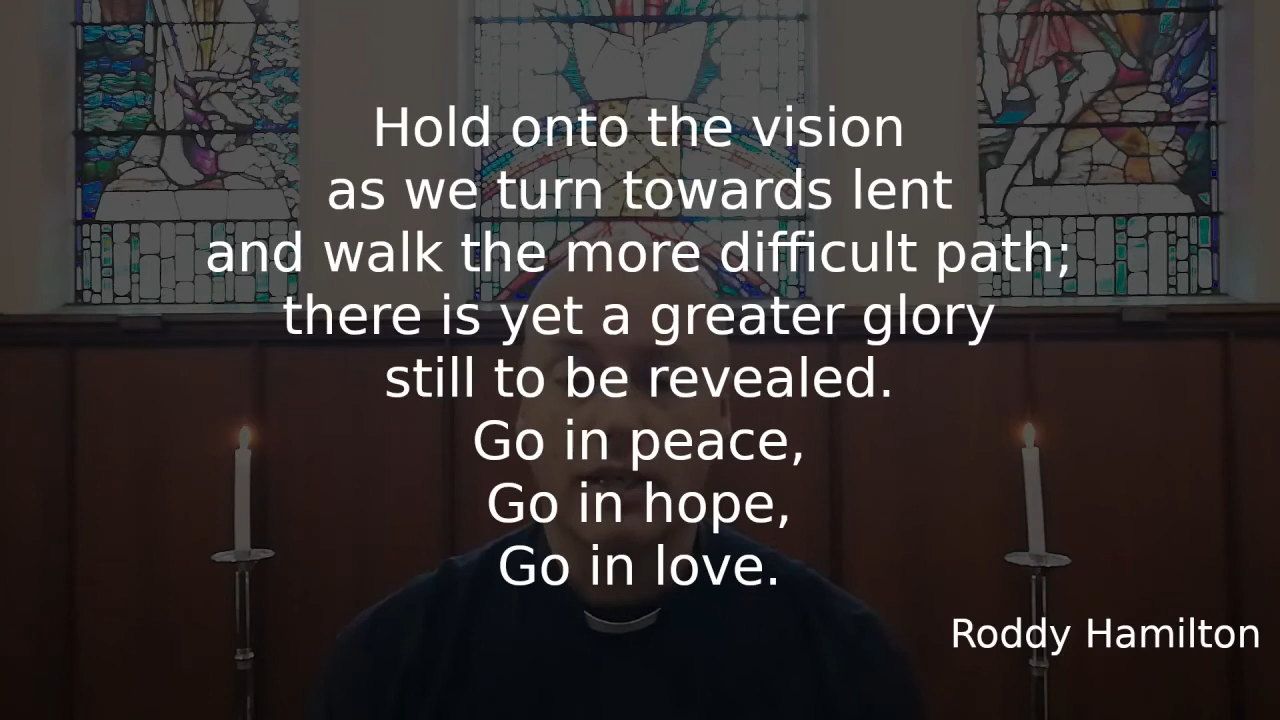 Hold onto the vision
as we turn towards lent
and walk the more difficult path;
there is yet a greater glory
still to be revealed.
Go in peace,
Go in hope,
Go in love.
Roddy Hamilton